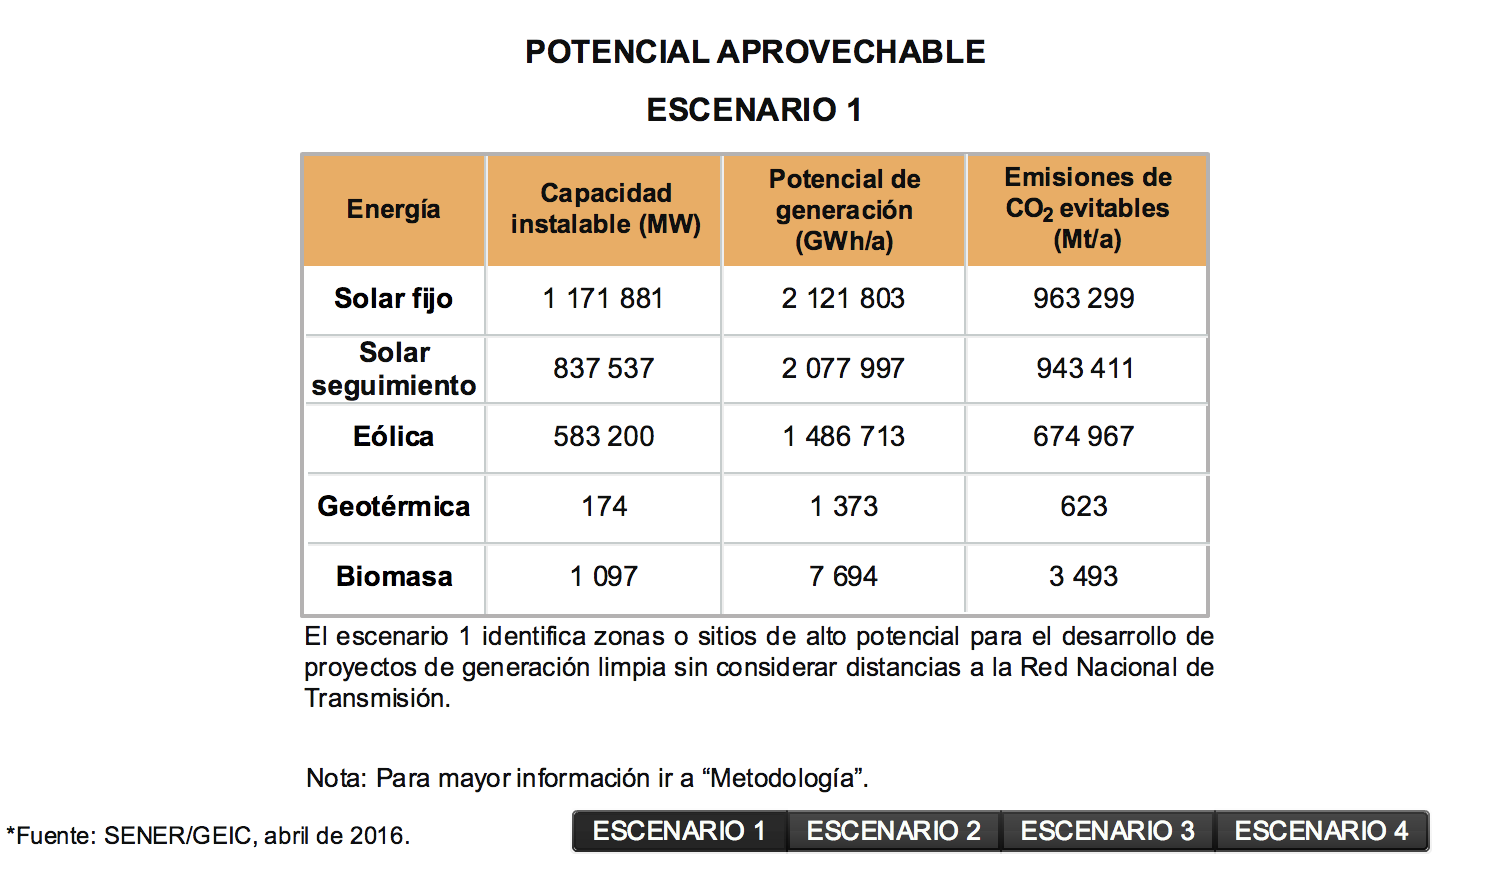 POTENCIAL APROVECHABLE
ESCENARIO 1
Energía
Capacidad
instalable (MW)
Potencial de
generación
(GWh/a)
Emisiones de
CO2 evitables
(Mt/a)
Solar fijo 1 171 881 2 121 803 963 299
Solar
seguimiento 837 537 2 077 997 943 411
Eólica 583 200 1 486 713 674 967
Geotérmica 174 1 373 623
Biomasa 1 097 7 694 3 493
El escenario 1 identifica zonas o sitios de alto potencial para el desarrollo de
proyectos de generación limpia sin considerar distancias a la Red Nacional de
Transmisión.
Nota: Para mayor información ir a “Metodología”.
*Fuente: SENER/GEIC, abril de 2016.
ESCENARIO 1 ESCENARIO 2 ESCENARIO 3 ESCENARIO 4